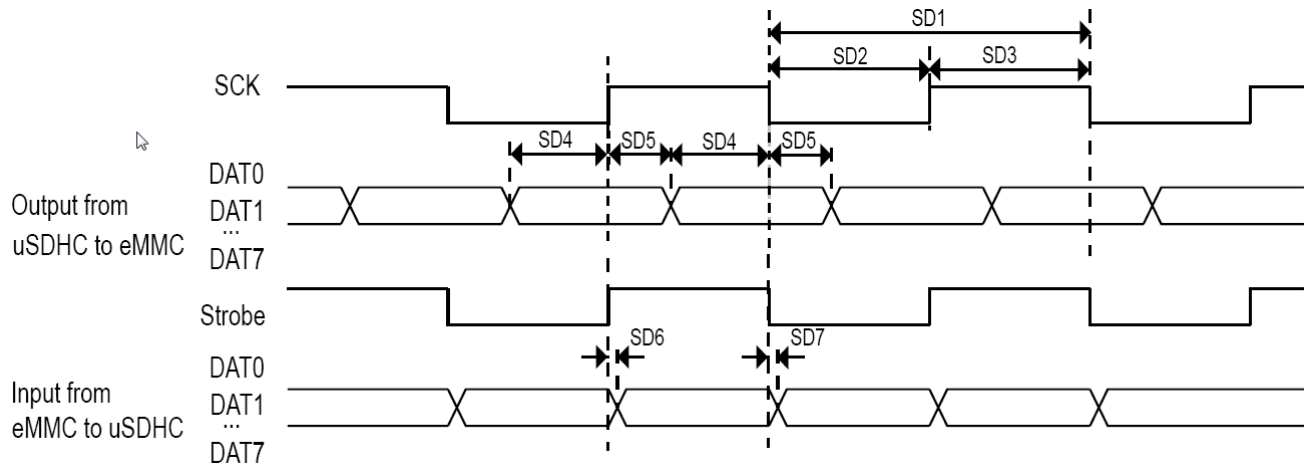 SD1
SD2 SD3
SCK
SD4 SD5 SD4 SD5
DAT0
Output from
DAT1
...
uSDHC to eMMC
DAT7
Strobe
SD6 SD7
DAT0
Input from
DAT1
...
eMMC to uSDHC
DAT7